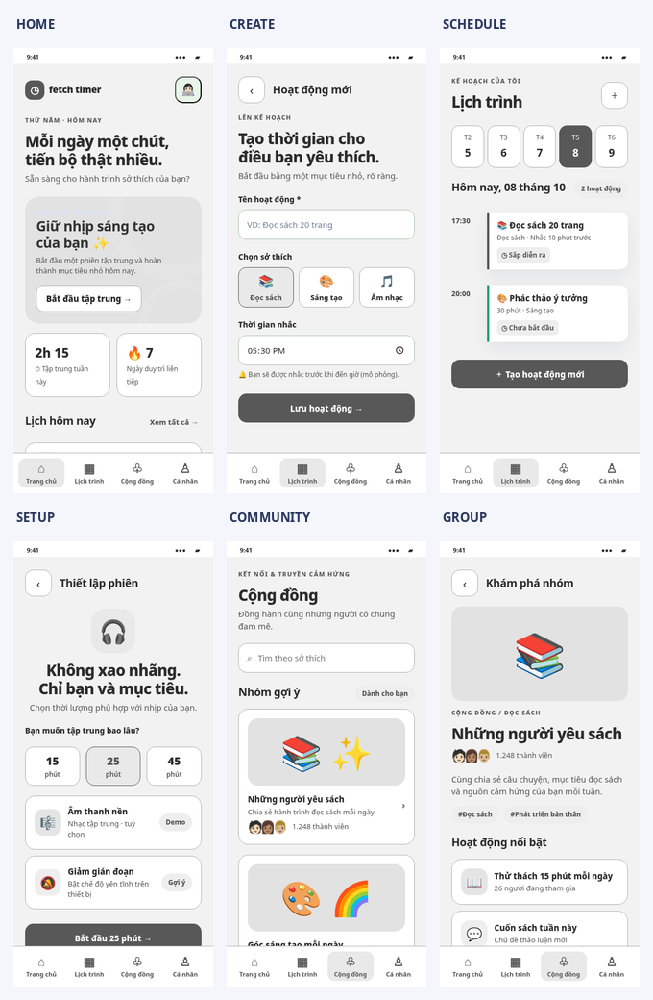 HOME
9:41
fetch timer
THỨ NĂM · HÔM NAY
Mỗi ngày một chút,
tiến bộ thật nhiều.
Sẵn sàng cho hành trình sở thích của bạn?
Giữ nhịp sáng tạo
của bạn ✨
Bắt đầu một phiên tập trung và hoàn
thành mục tiêu nhỏ hôm nay.
Bắt đầu tập trung →
2h 15
⏱ Tập trung tuần
này
🔥 7
Ngày duy trì liên
tiếp
Lịch hôm nay
Xem tất cả →
Trang chủ
Lịch trình
Cộng đồng
Cá nhân
CREATE
9:41
‹
Hoạt động mới
LÊN KẾ HOẠCH
Tạo thời gian cho
điều bạn yêu thích.
Bắt đầu bằng một mục tiêu nhỏ, rõ ràng.
Tên hoạt động *
VD: Đọc sách 20 trang
Chọn sở thích
Đọc sách
Sáng tạo
Âm nhạc
Thời gian nhắc
05:30 PM
🔔 Bạn sẽ được nhắc trước khi đến giờ (mô phỏng).
Lưu hoạt động →
Trang chủ
Lịch trình
Cộng đồng
Cá nhân
SCHEDULE
9:41
KẾ HOẠCH CỦA TÔI
Lịch trình
+
T2
5
T3
6
T4
7
T5
8
T6
9
Hôm nay, 08 tháng 10
2 hoạt động
17:30
📚 Đọc sách 20 trang
Đọc sách · Nhắc 10 phút trước
◷ Sắp diễn ra
20:00
🎨 Phác thảo ý tưởng
30 phút · Sáng tạo
◷ Chưa bắt đầu
+ Tạo hoạt động mới
Trang chủ
Lịch trình
Cộng đồng
Cá nhân
SETUP
9:41
‹
Thiết lập phiên
Không xao nhãng.
Chỉ bạn và mục tiêu.
Chọn thời lượng phù hợp với nhịp của bạn.
Bạn muốn tập trung bao lâu?
15
phút
25
phút
45
phút
Âm thanh nền
Nhạc tập trung · tuỳ
chọn
Demo
Giảm gián đoạn
Bật chế độ yên tĩnh trên
thiết bị
Gợi ý
Bắt đầu 25 phút →
Trang chủ
Lịch trình
Cộng đồng
Cá nhân
COMMUNITY
9:41
KẾT NỐI & TRUYỀN CẢM HỨNG
Cộng đồng
Đồng hành cùng những người có chung
đam mê.
Tìm theo sở thích
Nhóm gợi ý
Dành cho bạn
Những người yêu sách
Chia sẻ hành trình đọc sách mỗi ngày.
1.248 thành viên
›
Góc sáng tạo mỗi ngày
Trang chủ
Lịch trình
Cộng đồng
Cá nhân
GROUP
9:41
‹
Khám phá nhóm
CỘNG ĐỒNG / ĐỌC SÁCH
Những người yêu sách
1.248 thành viên
Cùng chia sẻ câu chuyện, mục tiêu đọc sách
và nguồn cảm hứng của bạn mỗi tuần.
#Đọc sách
#Phát triển bản thân
Hoạt động nổi bật
Thử thách 15 phút mỗi ngày
26 người đang tham gia
Cuốn sách tuần này
Chủ đề thảo luận mới
Trang chủ
Lịch trình
Cộng đồng
Cá nhân